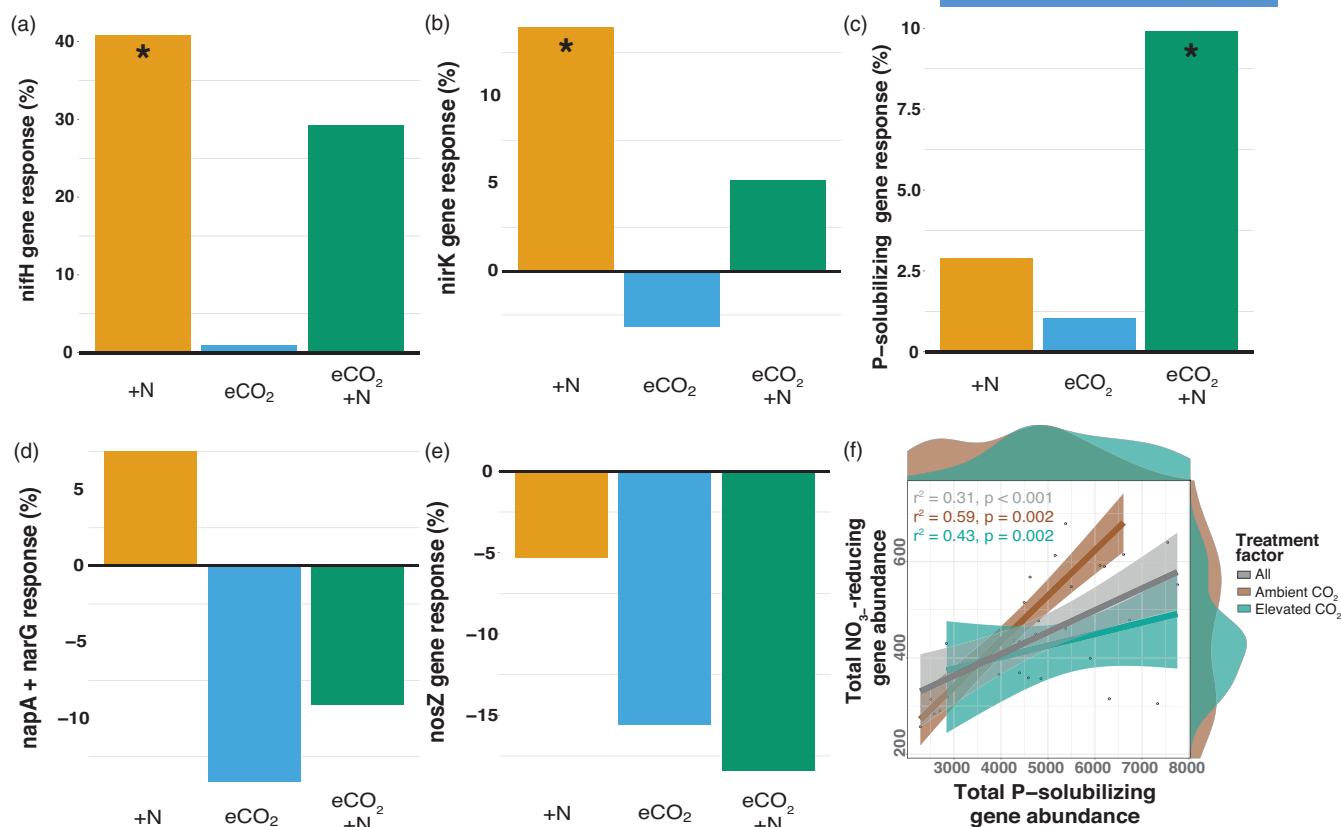 (a)
nifH gene response (%)
40
30
20
10
0
*
+N
eCO2
eCO2
+N
(b)
nirK gene response (%)
10
5
0
*
+N
eCO2
eCO2
+N
(c)
P−solubilizing gene response (%)
10
7.5
5.0
2.5
0
*
+N
eCO2
eCO2
+N
(d)
napA + narG response (%)
5
0
−5
−10
+N
eCO2
eCO2
+N
(e)
nosZ gene response (%)
0
−5
−10
−15
+N
eCO2
eCO2
+N
(f)
r2 = 0.31, p < 0.001
r2 = 0.59, p = 0.002
r2 = 0.43, p = 0.002
Total NO3−-reducing
gene abundance
600
400
200
3000 4000 5000 6000 7000 8000
Total P−solubilizing
gene abundance
Treatment
factor
All
Ambient CO2
Elevated CO2